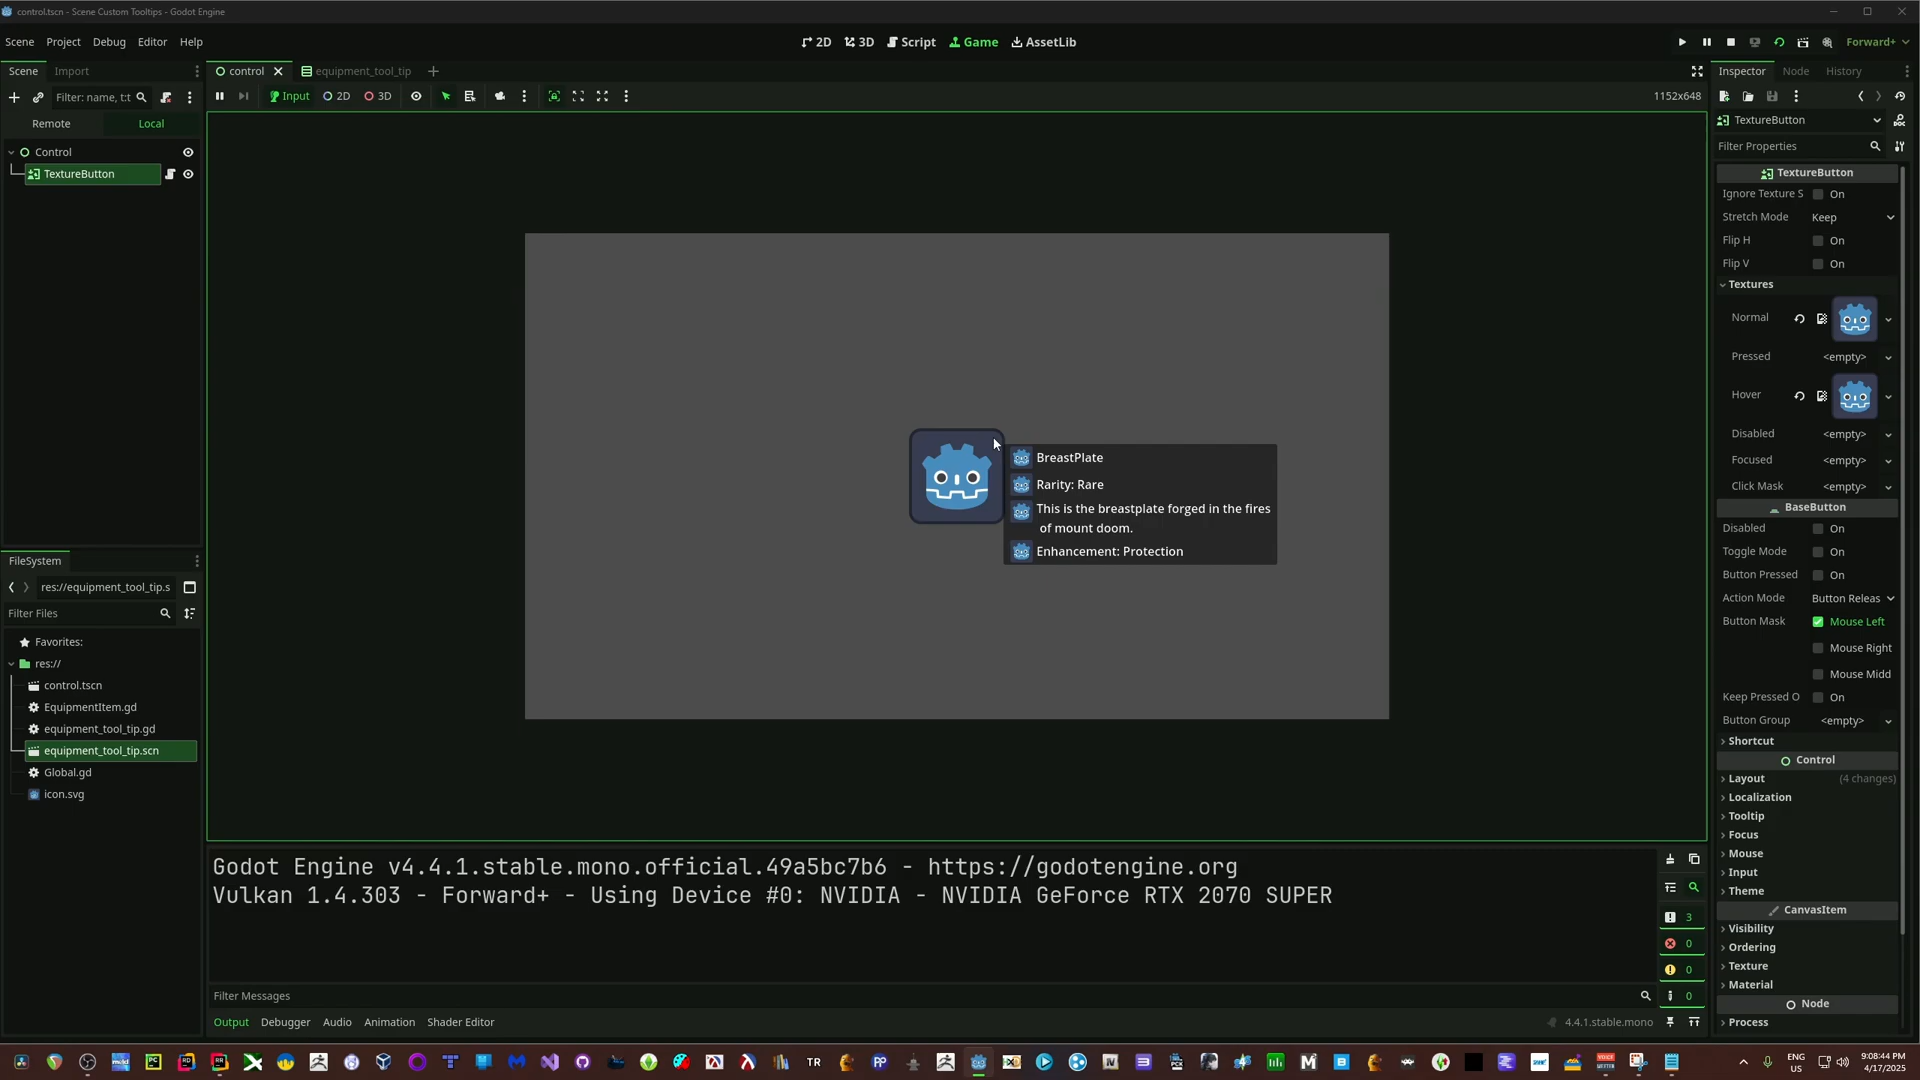 control.tscn - Scene Custom Tooltips - Godot Engine
Scene Project Debug Editor Help
2D 3D Script Game AssetLib
Forward+
Scene Import
control
equipment_tool_tip
Inspector Node History
Filter: name, t:t
Input 2D 3D
1152x648
Remote Local
TextureButton
Control
Filter Properties
TextureButton
TextureButton
Ignore Texture S On
Stretch Mode Keep
Flip H On
Flip V On
Textures
Normal
Pressed <empty>
Hover
Disabled <empty>
Focused <empty>
Click Mask <empty>
BaseButton
Disabled On
Toggle Mode On
Button Pressed On
Action Mode Button Releas
Button Mask Mouse Left
Mouse Right
Mouse Midd
Keep Pressed O On
Button Group <empty>
Shortcut
Control
Layout (4 changes)
Localization
Tooltip
Focus
Mouse
Input
Theme
CanvasItem
Visibility
Ordering
Texture
Material
Node
Process
BreastPlate
Rarity: Rare
This is the breastplate forged in the fires
of mount doom.
Enhancement: Protection
FileSystem
res://equipment_tool_tip.s
Filter Files
Favorites:
res://
control.tscn
EquipmentItem.gd
equipment_tool_tip.gd
equipment_tool_tip.scn
Global.gd
icon.svg
Godot Engine v4.4.1.stable.mono.official.49a5bc7b6 - https://godotengine.org
Vulkan 1.4.303 - Forward+ - Using Device #0: NVIDIA - NVIDIA GeForce RTX 2070 SUPER
3
0
0
0
Filter Messages
Output Debugger Audio Animation Shader Editor
4.4.1.stable.mono
ENG
US
9:08:44 PM
4/17/2025